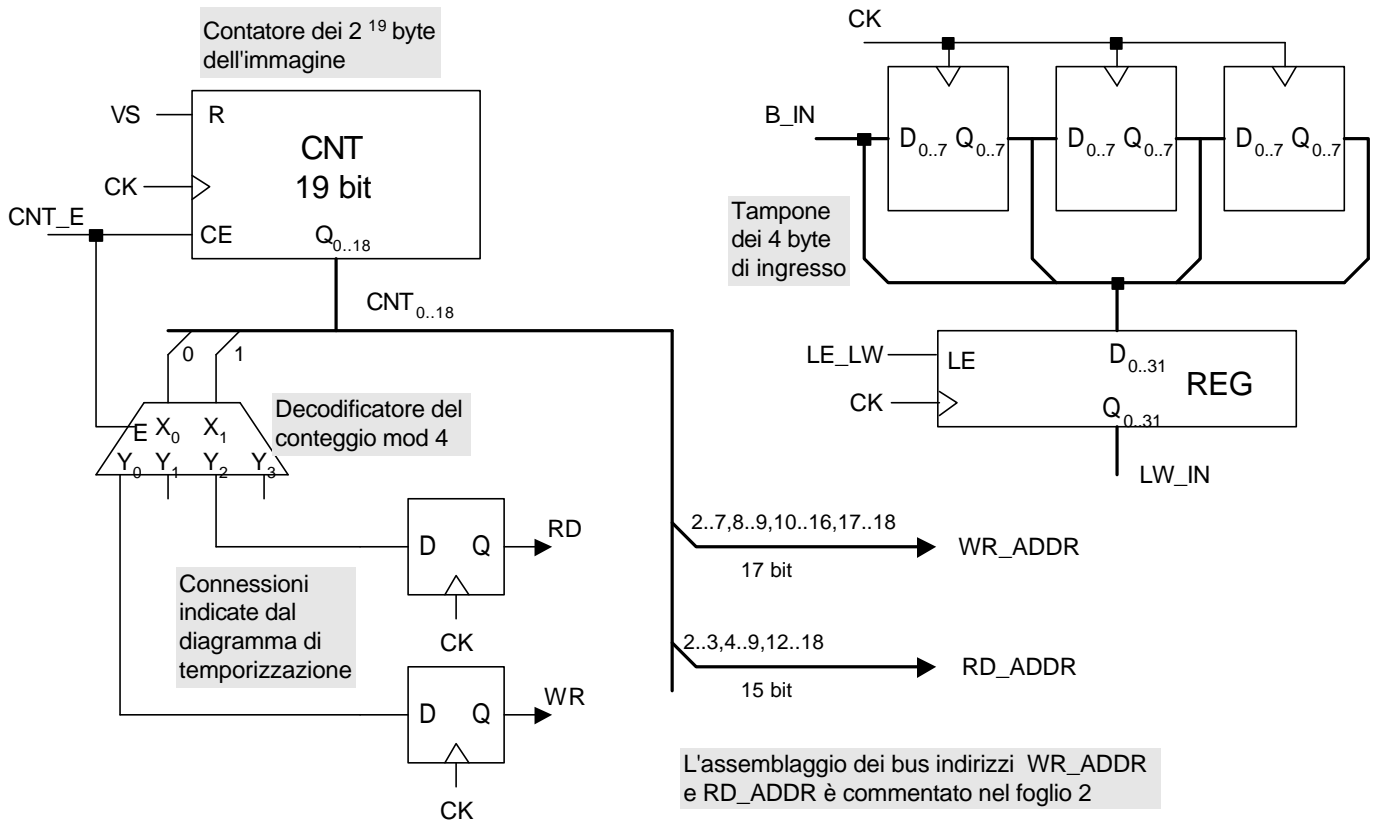 Contatore dei 2 19 byte
dell'immagine
VS
R
CNT
19 bit
CK
CNT_E
CE
Q0..18
CNT0..18
0
1
Decodificatore del
conteggio mod 4
E X0 X1
Y0 Y1 Y2 Y3
D Q
RD
CK
Connessioni
indicate dal
diagramma di
temporizzazione
D Q
WR
CK
CK
B_IN
D0..7 Q0..7
D0..7 Q0..7
D0..7 Q0..7
Tampone
dei 4 byte
di ingresso
LE_LW
LE
D0..31
REG
CK
Q0..31
LW_IN
2..7,8..9,10..16,17..18
WR_ADDR
17 bit
2..3,4..9,12..18
RD_ADDR
15 bit
L'assemblaggio dei bus indirizzi WR_ADDR
e RD_ADDR è commentato nel foglio 2